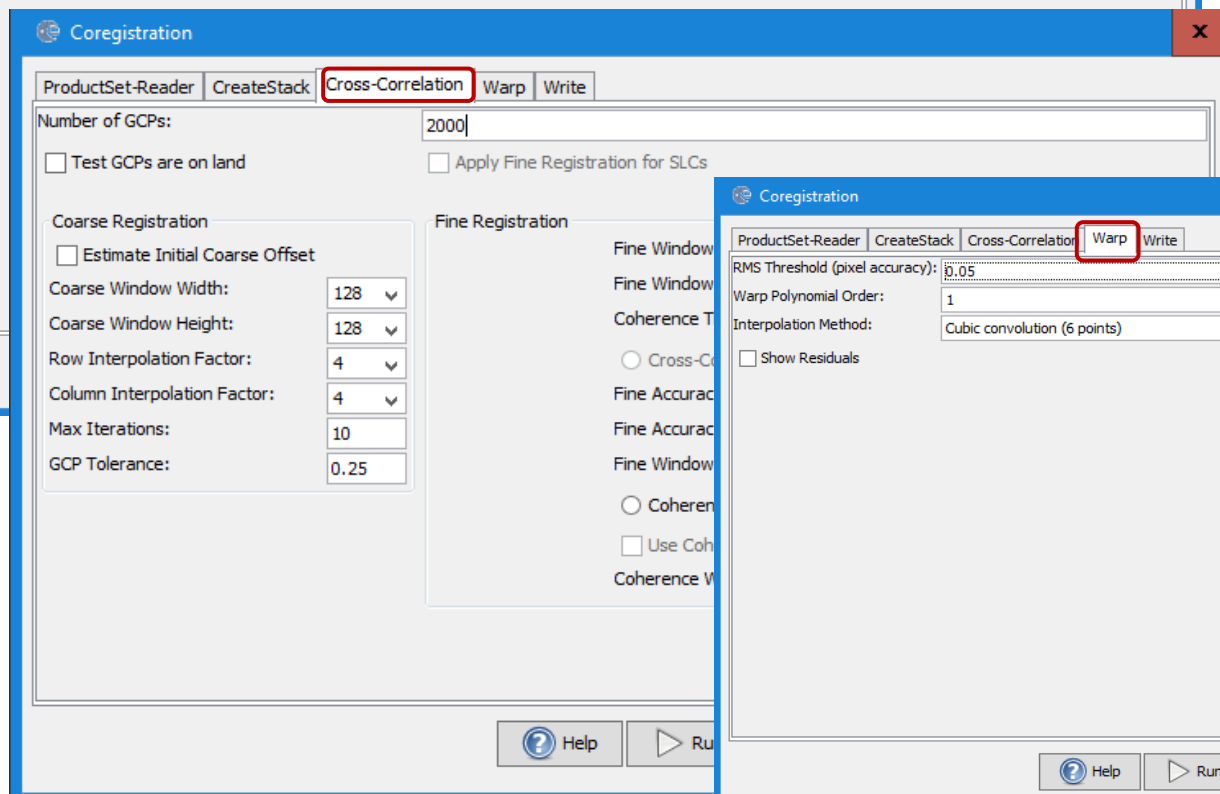 Coregistration
x
ProductSet-Reader CreateStack Cross-Correlation Warp Write
Number of GCPs: 2000
Test GCPs are on land Apply Fine Registration for SLCs
Coarse Registration
Estimate Initial Coarse Offset
Coarse Window Width: 128
Coarse Window Height: 128
Row Interpolation Factor: 4
Column Interpolation Factor: 4
Max Iterations: 10
GCP Tolerance: 0.25
Fine Registration
Fine Window
Fine Window
Coherence T
Cross-Co
Fine Accurac
Fine Accurac
Fine Window
Coheren
Use Coh
Coherence W
Help Ru
Coregistration
ProductSet-Reader CreateStack Cross-Correlation Warp Write
RMS Threshold (pixel accuracy): 0.05
Warp Polynomial Order: 1
Interpolation Method: Cubic convolution (6 points)
Show Residuals
Help Run